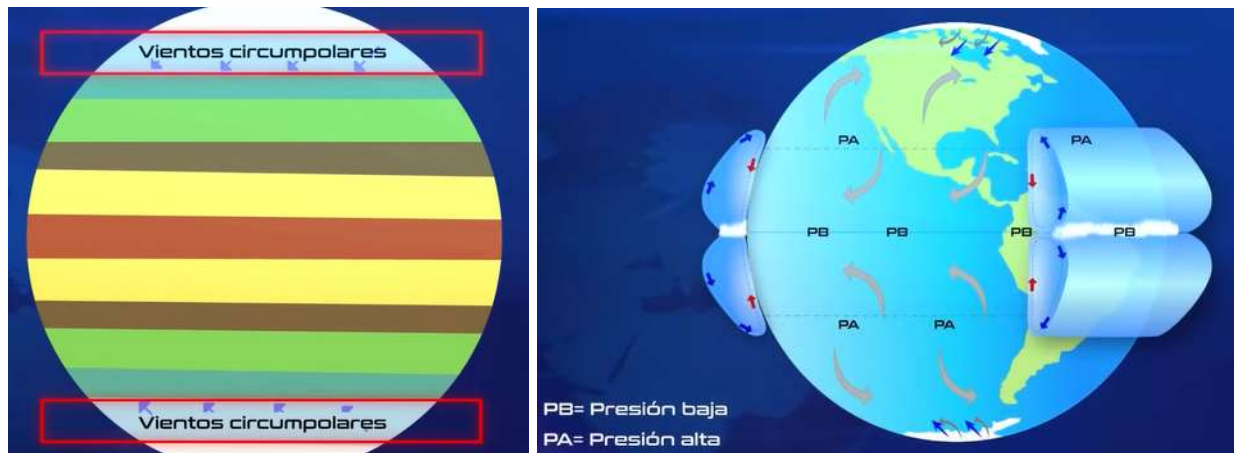 Vientos circumpolares
Vientos circumpolares
PA
PA
PB
PB
PB
PB
PA
PA
PB= Presión baja
PA= Presión alta